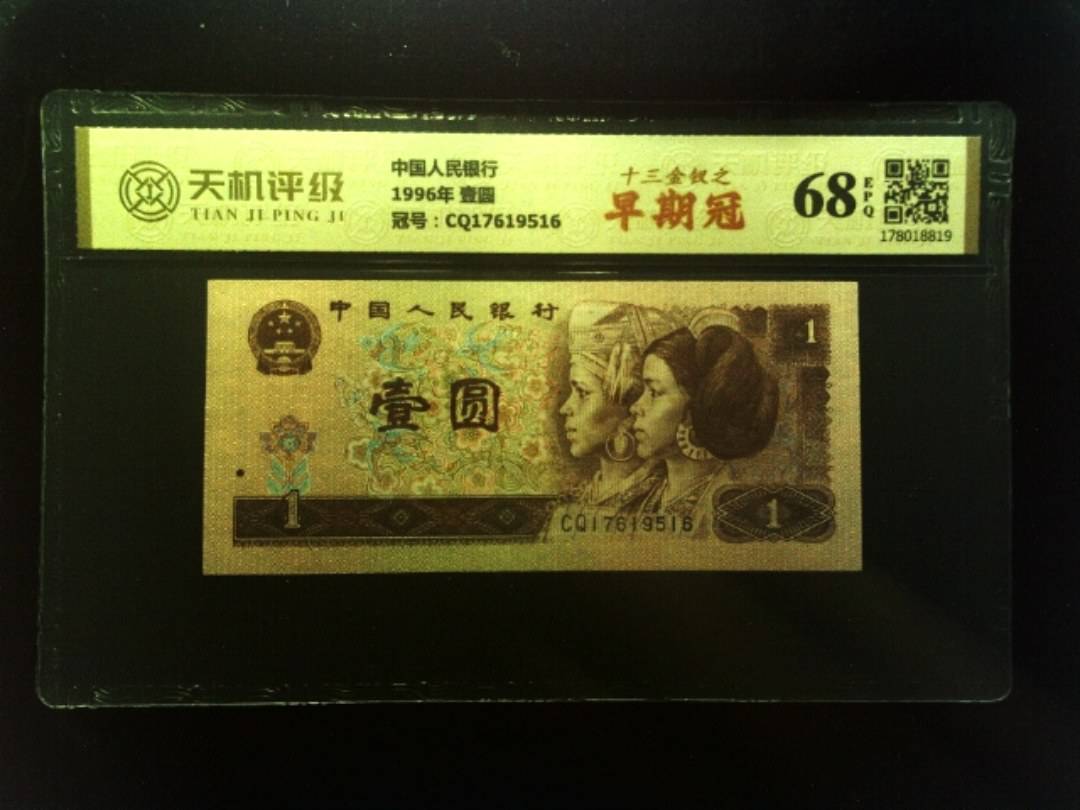 天机评级
TIAN JI PING JI
中国人民银行
1996年 壹圆
冠号：CQ17619516
十三金钗之
早期冠
68
EPQ
178018819
中国人民银行
1
壹圆
1
CQ17619516
1